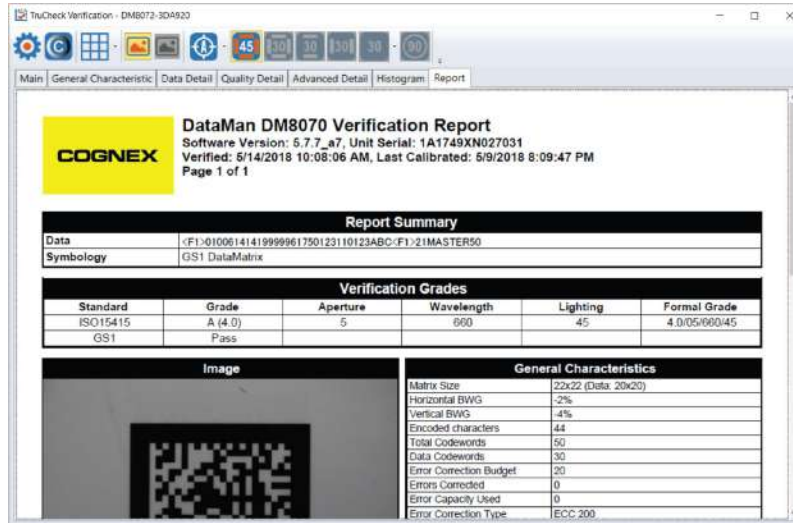 TruCheck Verification - DM8072-3DA920
45 30 30 30 30 90
Main General Characteristic Data Detail Quality Detail Advanced Detail Histogram Report
COGNEX
DataMan DM8070 Verification Report
Software Version: 5.7.7_a7, Unit Serial: 1A1749XN027031
Verified: 5/14/2018 10:08:06 AM, Last Calibrated: 5/9/2018 8:09:47 PM
Page 1 of 1
Report Summary
Data <F1>01006141419999961750123110123ABC<F1>21MASTER50
Symbology GS1 DataMatrix
Verification Grades
Standard Grade Aperture Wavelength Lighting Formal Grade
ISO15415 A (4.0) 5 660 45 4.0/05/660/45
GS1 Pass
Image
General Characteristics
Matrix Size 22x22 (Data: 20x20)
Horizontal BWG -2%
Vertical BWG -4%
Encoded characters 44
Total Codewords 50
Data Codewords 30
Error Correction Budget 20
Errors Corrected 0
Error Capacity Used 0
Error Correction Type ECC 200